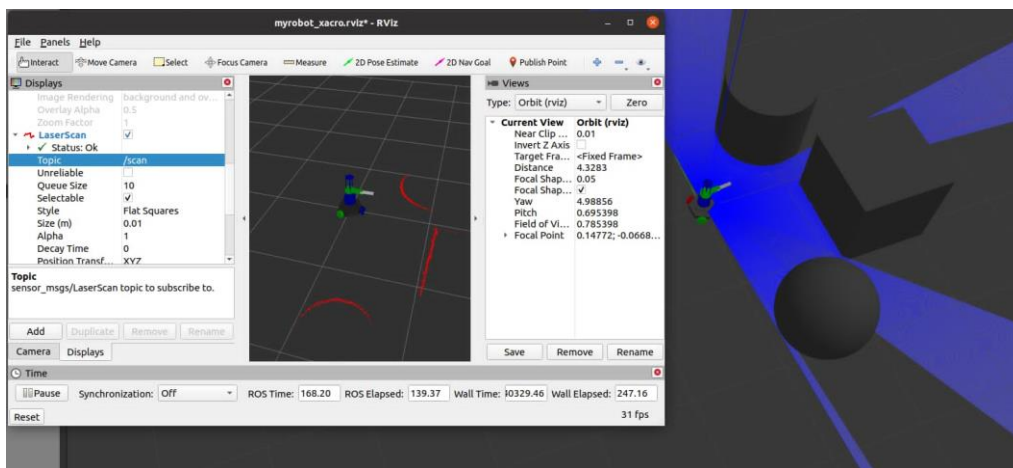 myrobot_xacro.rviz* - RViz
File Panels Help
Interact Move Camera Select Focus Camera Measure 2D Pose Estimate 2D Nav Goal Publish Point
Displays
Image Rendering background and ov...
Overlay Alpha 0.5
Zoom Factor 1
LaserScan
Status: Ok
Topic /scan
Unreliable
Queue Size 10
Selectable
Style Flat Squares
Size (m) 0.01
Alpha 1
Decay Time 0
Position Transf... XYZ
Topic
sensor_msgs/LaserScan topic to subscribe to.
Add Duplicate Remove Rename
Camera Displays
Views
Type: Orbit (rviz) Zero
Current View Orbit (rviz)
Near Clip ... 0.01
Invert Z Axis
Target Fra... <Fixed Frame>
Distance 4.3283
Focal Shap... 0.05
Focal Shap...
Yaw 4.98856
Pitch 0.695398
Field of Vi... 0.785398
Focal Point 0.14772; -0.0668...
Save Remove Rename
Time
Pause Synchronization: Off ROS Time: 168.20 ROS Elapsed: 139.37 Wall Time: 40329.46 Wall Elapsed: 247.16
Reset 31 fps